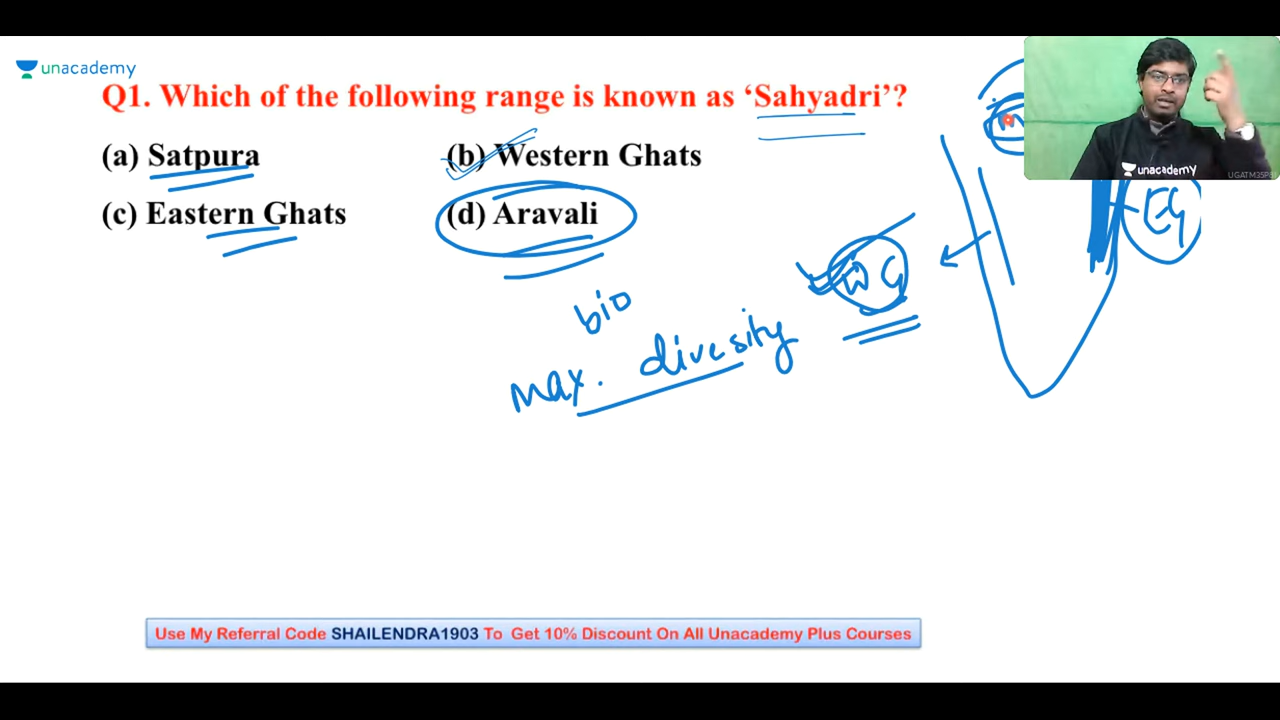 unacademy
Q1. Which of the following range is known as ‘Sahyadri’?
(a) Satpura (b) Western Ghats
(c) Eastern Ghats (d) Aravali
unacademy
EG
WG
bio
max. divesity
Use My Referral Code SHAILENDRA1903 To Get 10% Discount On All Unacademy Plus Courses